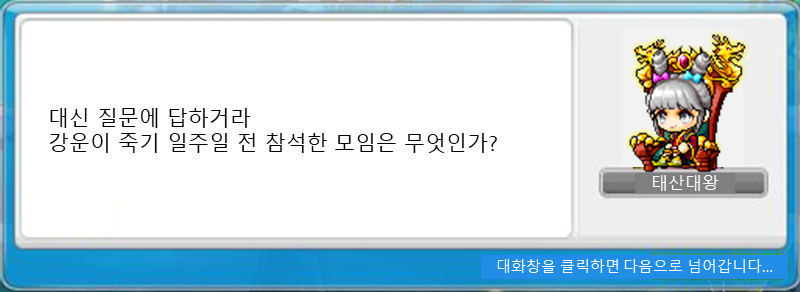 대신 질문에 답하거라
강운이 죽기 일주일 전 참석한 모임은 무엇인가?
태산대왕
대화창을 클릭하면 다음으로 넘어갑니다...